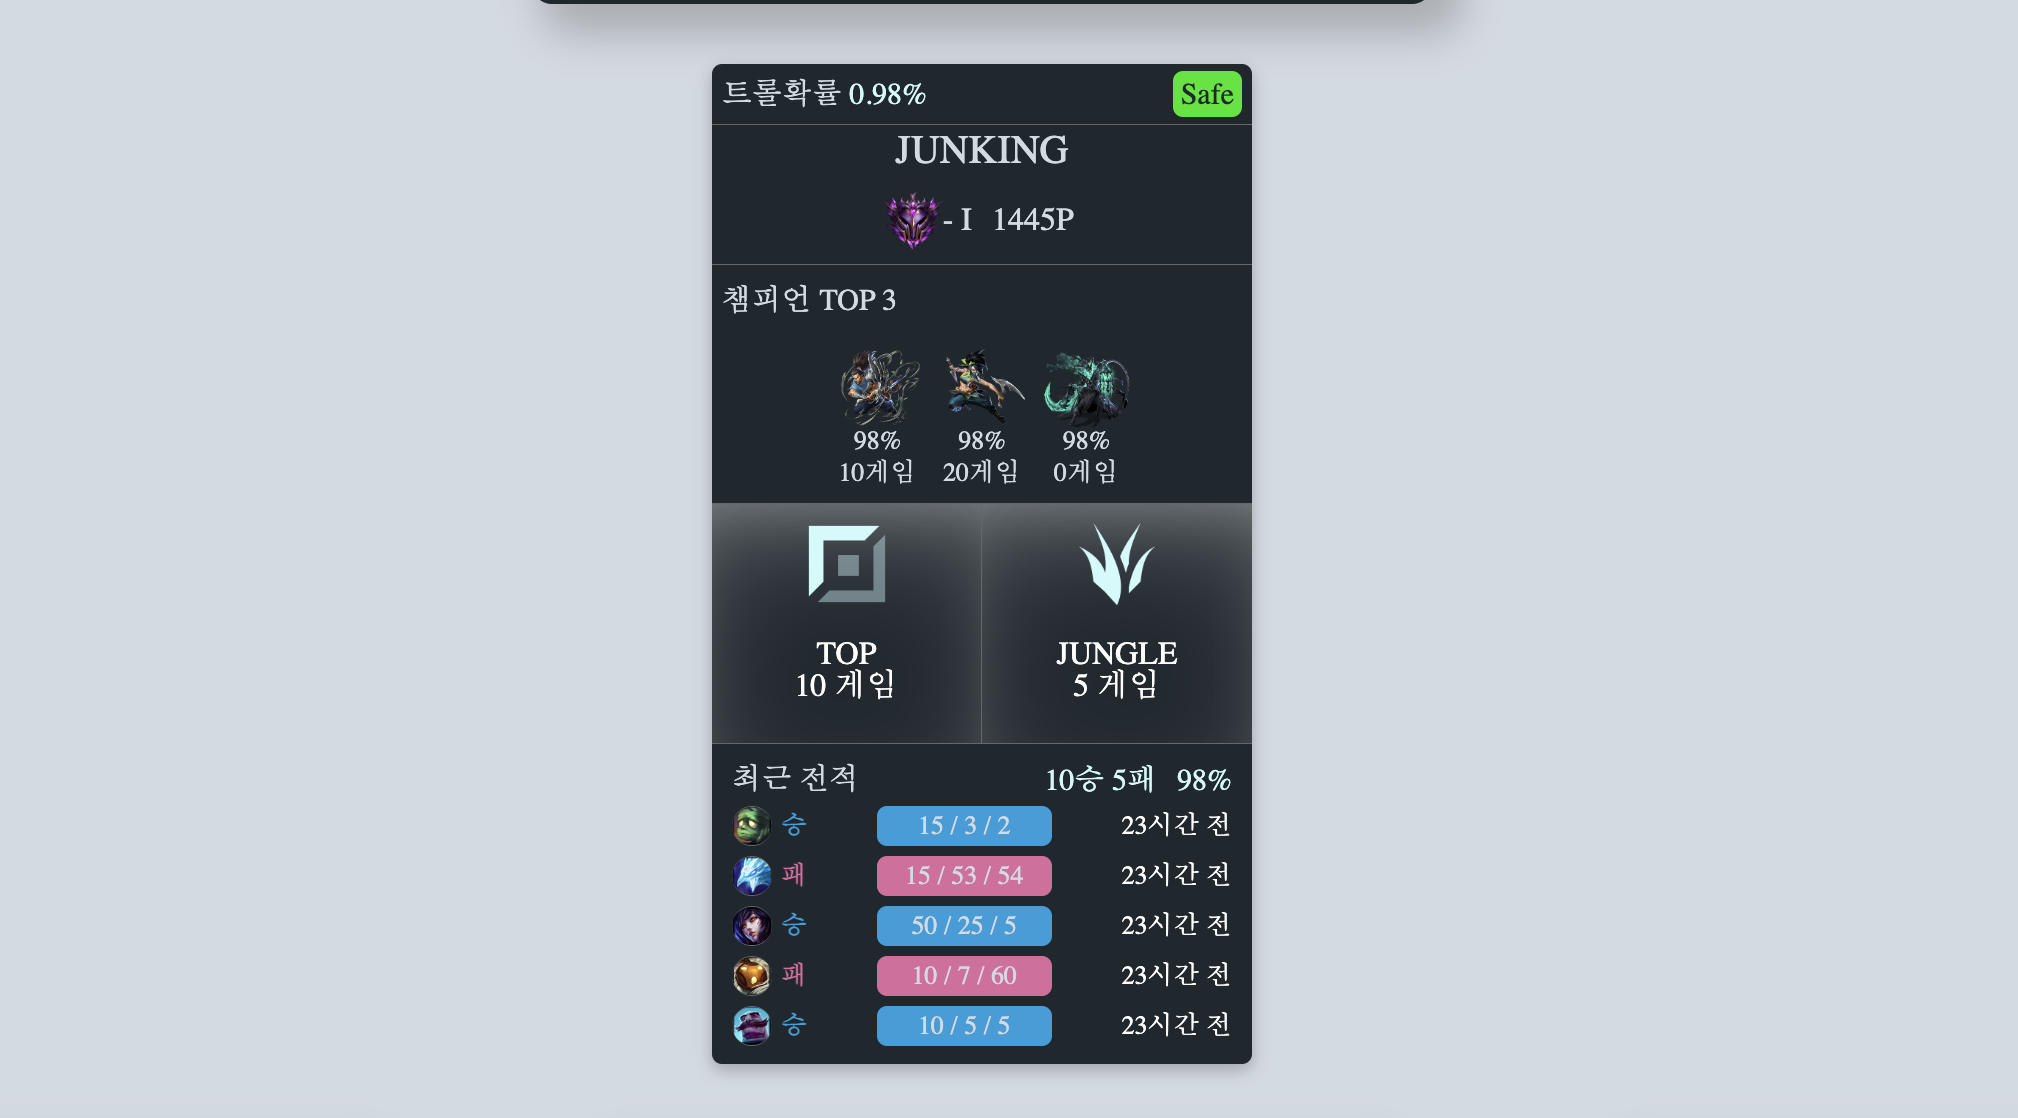 트롤확률 0.98% Safe
JUNKING
- I 1445P
챔피언 TOP 3
98% 98% 98%
10게임 20게임 0게임
TOP JUNGLE
10 게임 5 게임
최근 전적 10승 5패 98%
승 15 / 3 / 2 23시간 전
패 15 / 53 / 54 23시간 전
승 50 / 25 / 5 23시간 전
패 10 / 7 / 60 23시간 전
승 10 / 5 / 5 23시간 전